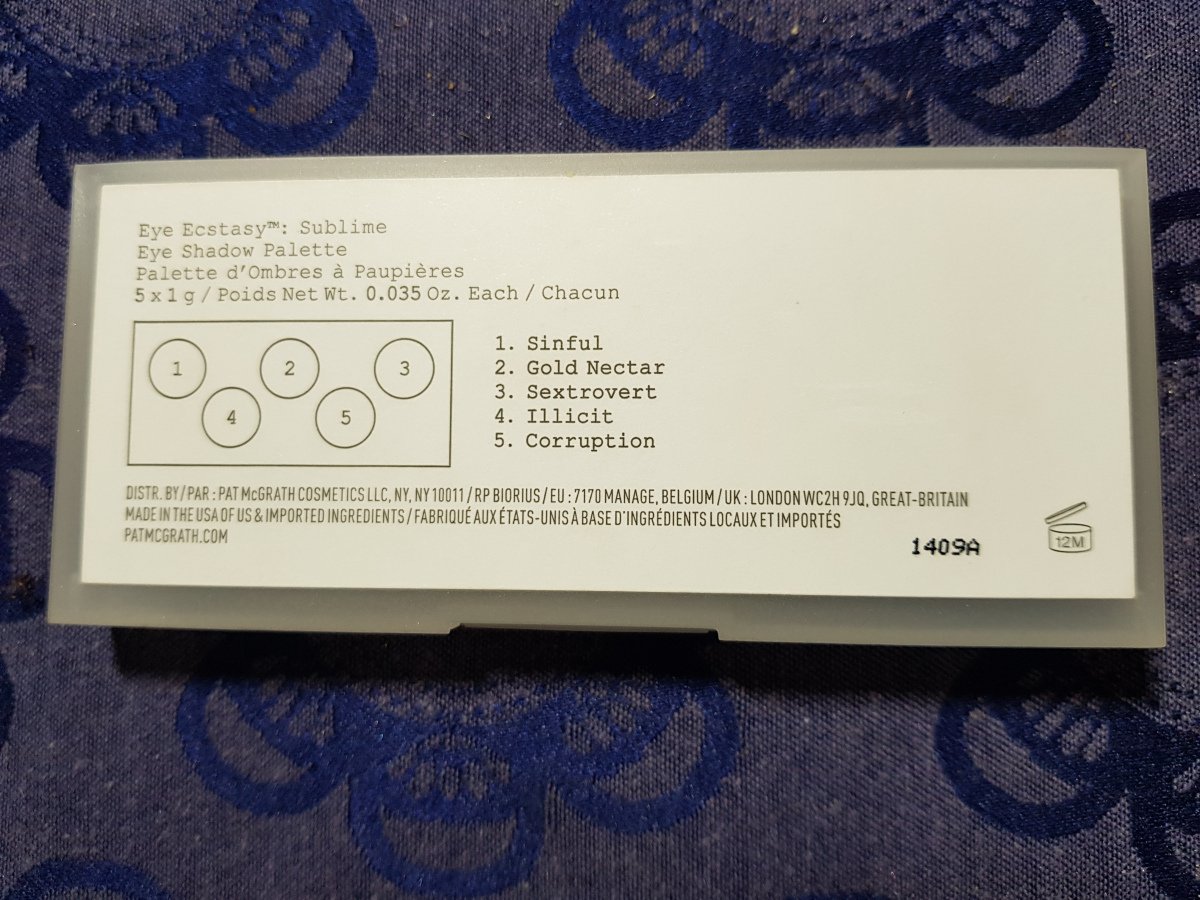 Eye Ecstasy™: Sublime
Eye Shadow Palette
Palette d'Ombres à Paupières
5 x 1 g / Poids Net Wt. 0.035 Oz. Each / Chacun
1 2 3
4 5
1. Sinful
2. Gold Nectar
3. Sextrovert
4. Illicit
5. Corruption
DISTR. BY/PAR : PAT McGRATH COSMETICS LLC, NY, NY 10011 / RP BIORIUS / EU : 7170 MANAGE, BELGIUM / UK : LONDON WC2H 9JQ, GREAT-BRITAIN
MADE IN THE USA OF US & IMPORTED INGREDIENTS / FABRIQUÉ AUX ÉTATS-UNIS À BASE D'INGRÉDIENTS LOCAUX ET IMPORTÉS
PATMCGRATH.COM
1409A
12M